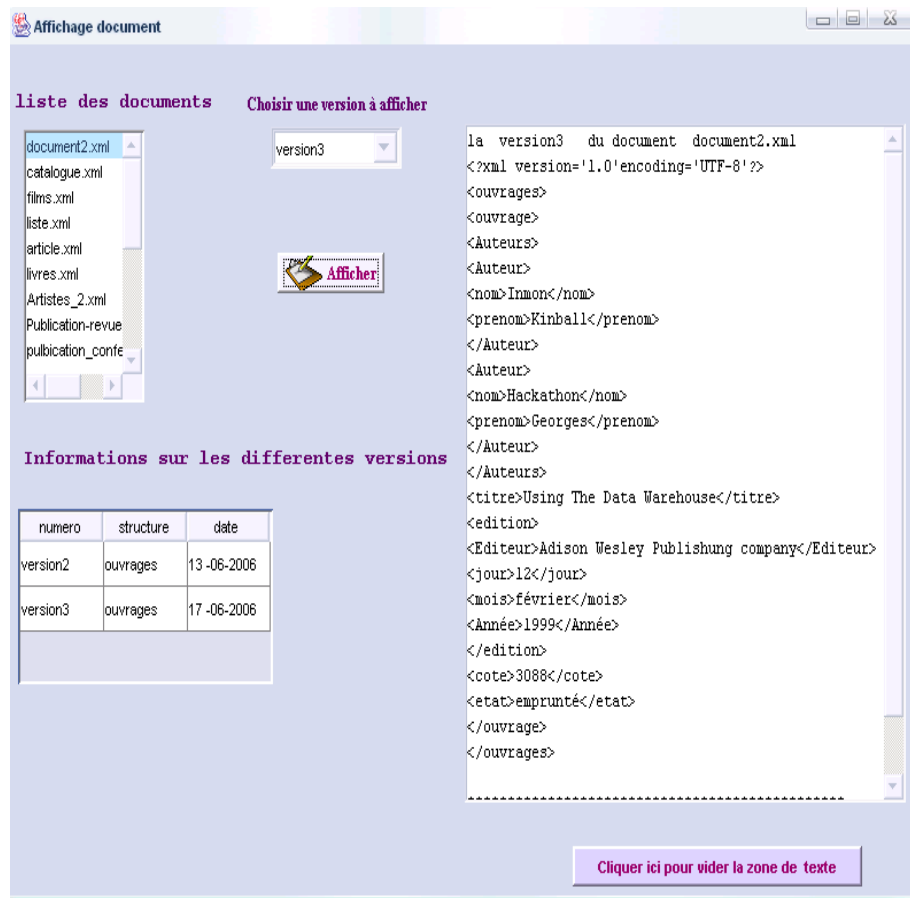 Affichage document
liste des documents
Choisir une version à afficher
document2.xml
catalogue.xml
films.xml
liste.xml
article.xml
livres.xml
Artistes_2.xml
Publication-revue
pulbication_confe
version3
Afficher
Informations sur les differentes versions
numero structure date
version2 ouvrages 13 -06-2006
version3 ouvrages 17 -06-2006
la version3 du document document2.xml
<?xml version='1.0'encoding='UTF-8'?>
<ouvrages>
<ouvrage>
<Auteurs>
<Auteur>
<nom>Inmon</nom>
<prenom>Kinball</prenom>
</Auteur>
<Auteur>
<nom>Hackathon</nom>
<prenom>Georges</prenom>
</Auteur>
</Auteurs>
<titre>Using The Data Warehouse</titre>
<edition>
<Editeur>Adison Wesley Publishung company</Editeur>
<jour>12</jour>
<mois>février</mois>
<Année>1999</Année>
</edition>
<cote>3088</cote>
<etat>emprunté</etat>
</ouvrage>
</ouvrages>
Cliquer ici pour vider la zone de texte